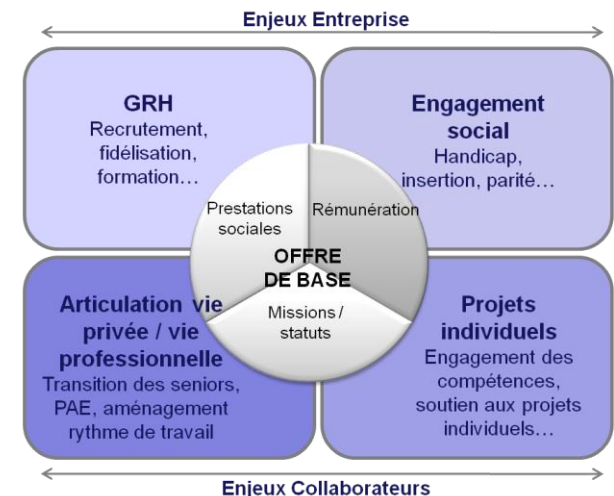 Enjeux Entreprise
GRH
Recrutement,
fidélisation,
formation…
Engagement
social
Handicap,
insertion, parité…
Prestations
sociales
Rémunération
OFFRE
DE BASE
Missions /
statuts
Articulation vie
privée / vie
professionnelle
Transition des seniors,
PAE, aménagement
rythme de travail
Projets
individuels
Engagement des
compétences,
soutien aux projets
individuels…
Enjeux Collaborateurs